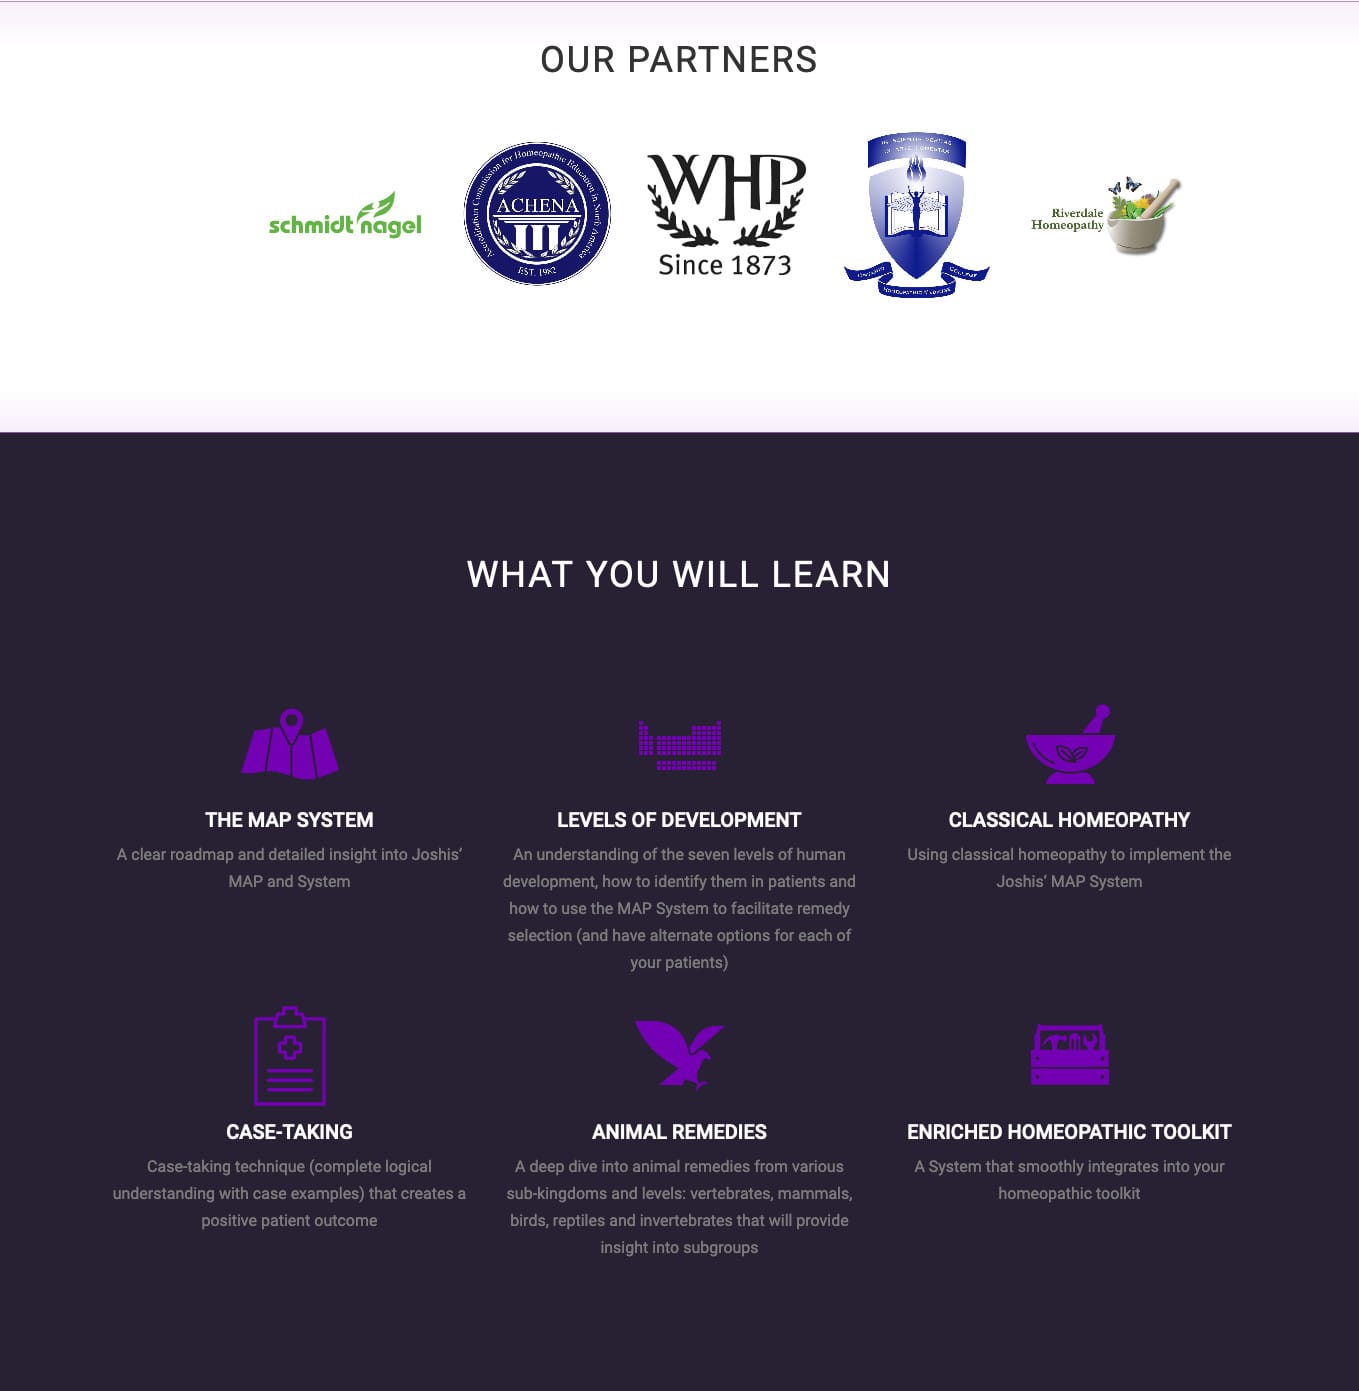 OUR PARTNERS
schmidt nagel
Accreditation Commission for Homeopathic Education in North America
ACHENA
EST. 1982
WHP
Since 1873
IN ARTE HONESTAS
ONTARIO
COLLEGE
HOMEOPATHIC MEDICINE
Riverdale
Homeopathy
WHAT YOU WILL LEARN
THE MAP SYSTEM
A clear roadmap and detailed insight into Joshis’
MAP and System
LEVELS OF DEVELOPMENT
An understanding of the seven levels of human
development, how to identify them in patients and
how to use the MAP System to facilitate remedy
selection (and have alternate options for each of
your patients)
CLASSICAL HOMEOPATHY
Using classical homeopathy to implement the
Joshis’ MAP System
CASE-TAKING
Case-taking technique (complete logical
understanding with case examples) that creates a
positive patient outcome
ANIMAL REMEDIES
A deep dive into animal remedies from various
sub-kingdoms and levels: vertebrates, mammals,
birds, reptiles and invertebrates that will provide
insight into subgroups
ENRICHED HOMEOPATHIC TOOLKIT
A System that smoothly integrates into your
homeopathic toolkit